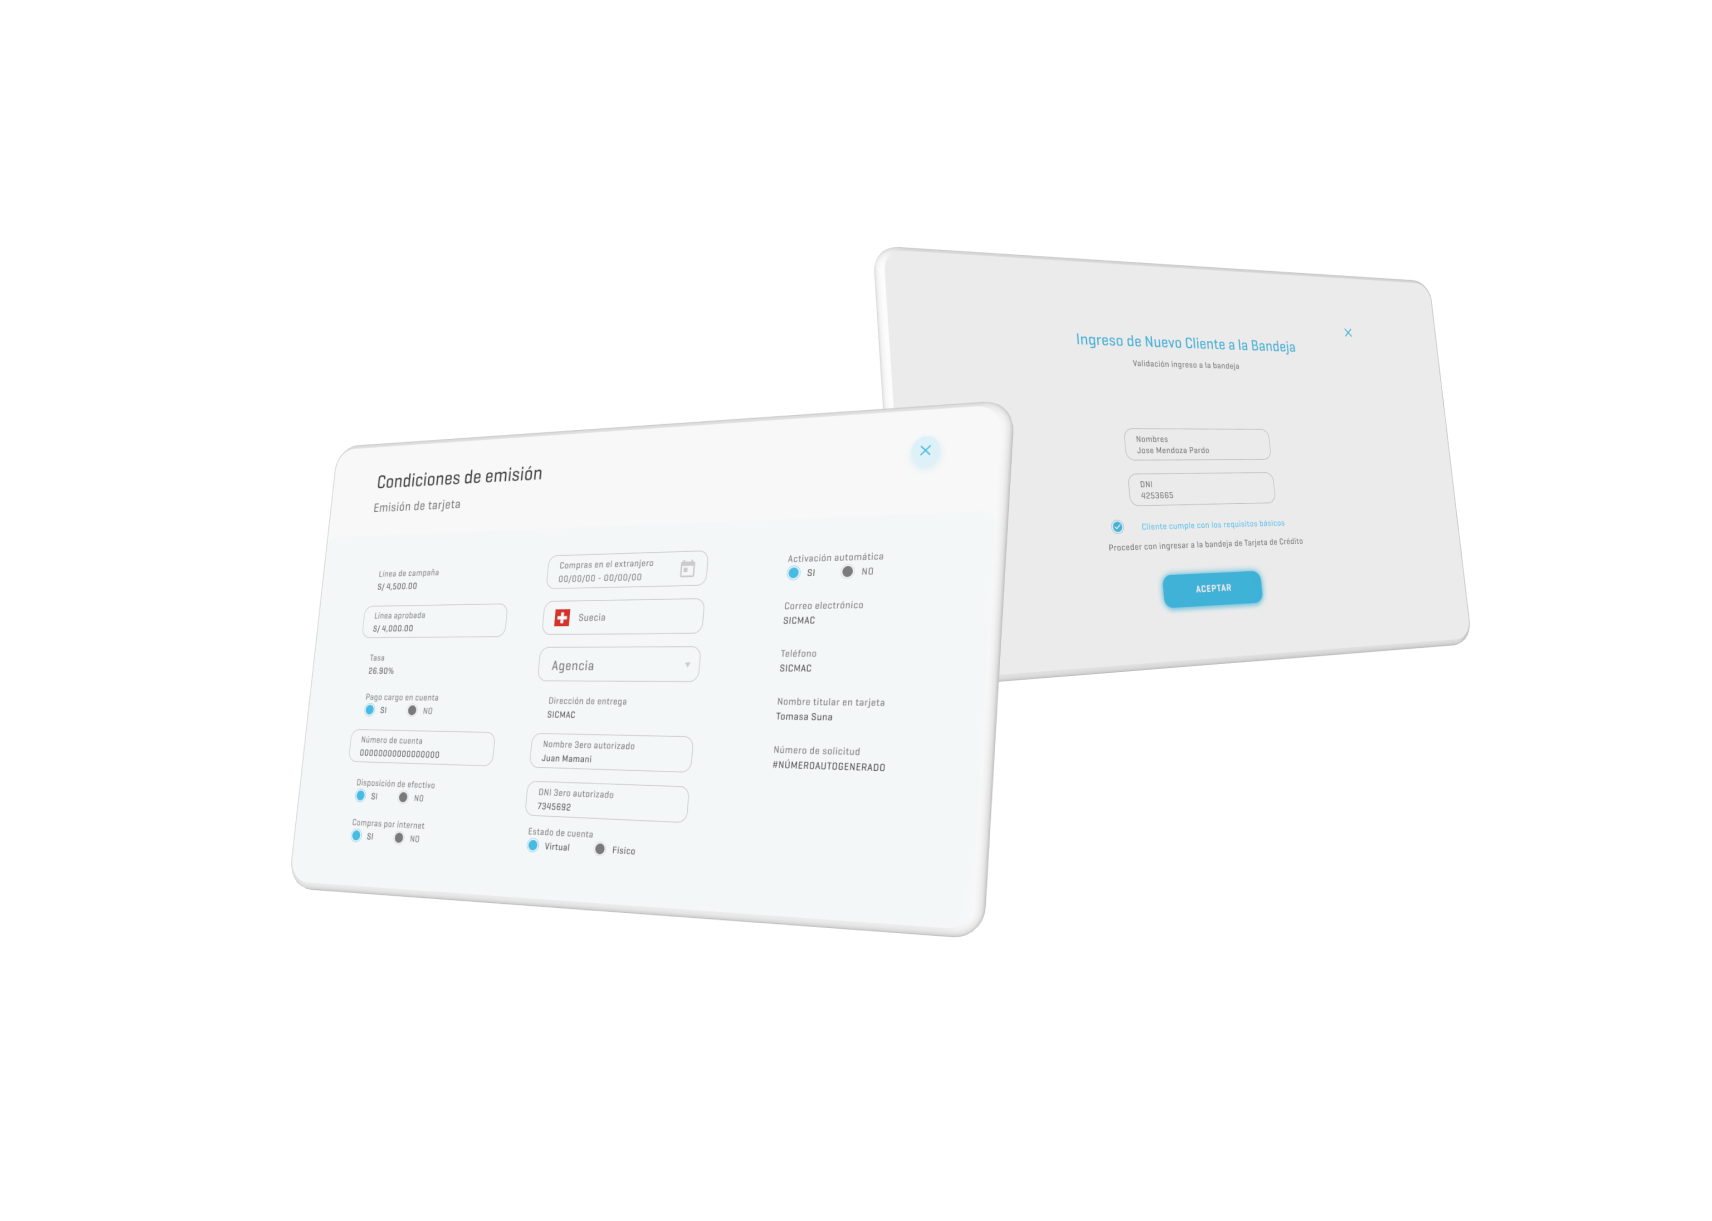 Condiciones de emisión
Emisión de tarjeta
Línea de campaña
S/ 4,500.00
Línea aprobada
S/ 4,000.00
Tasa
26.90%
Pago cargo en cuenta
SI NO
Número de cuenta
00000000000000000
Disposición de efectivo
SI NO
Compras por internet
SI NO
Compras en el extranjero
00/00/00 - 00/00/00
Suecia
Agencia
Dirección de entrega
SICMAC
Nombre 3ero autorizado
Juan Mamani
DNI 3ero autorizado
7345692
Estado de cuenta
Virtual Físico
Activación automática
SI NO
Correo electrónico
SICMAC
Teléfono
SICMAC
Nombre titular en tarjeta
Tomasa Suna
Número de solicitud
#NÚMEROAUTOGENERADO
Ingreso de Nuevo Cliente a la Bandeja
Validación ingreso a la bandeja
Nombres
Jose Mendoza Pardo
DNI
4253665
Cliente cumple con los requisitos básicos
Proceder con ingresar a la bandeja de Tarjeta de Crédito
ACEPTAR